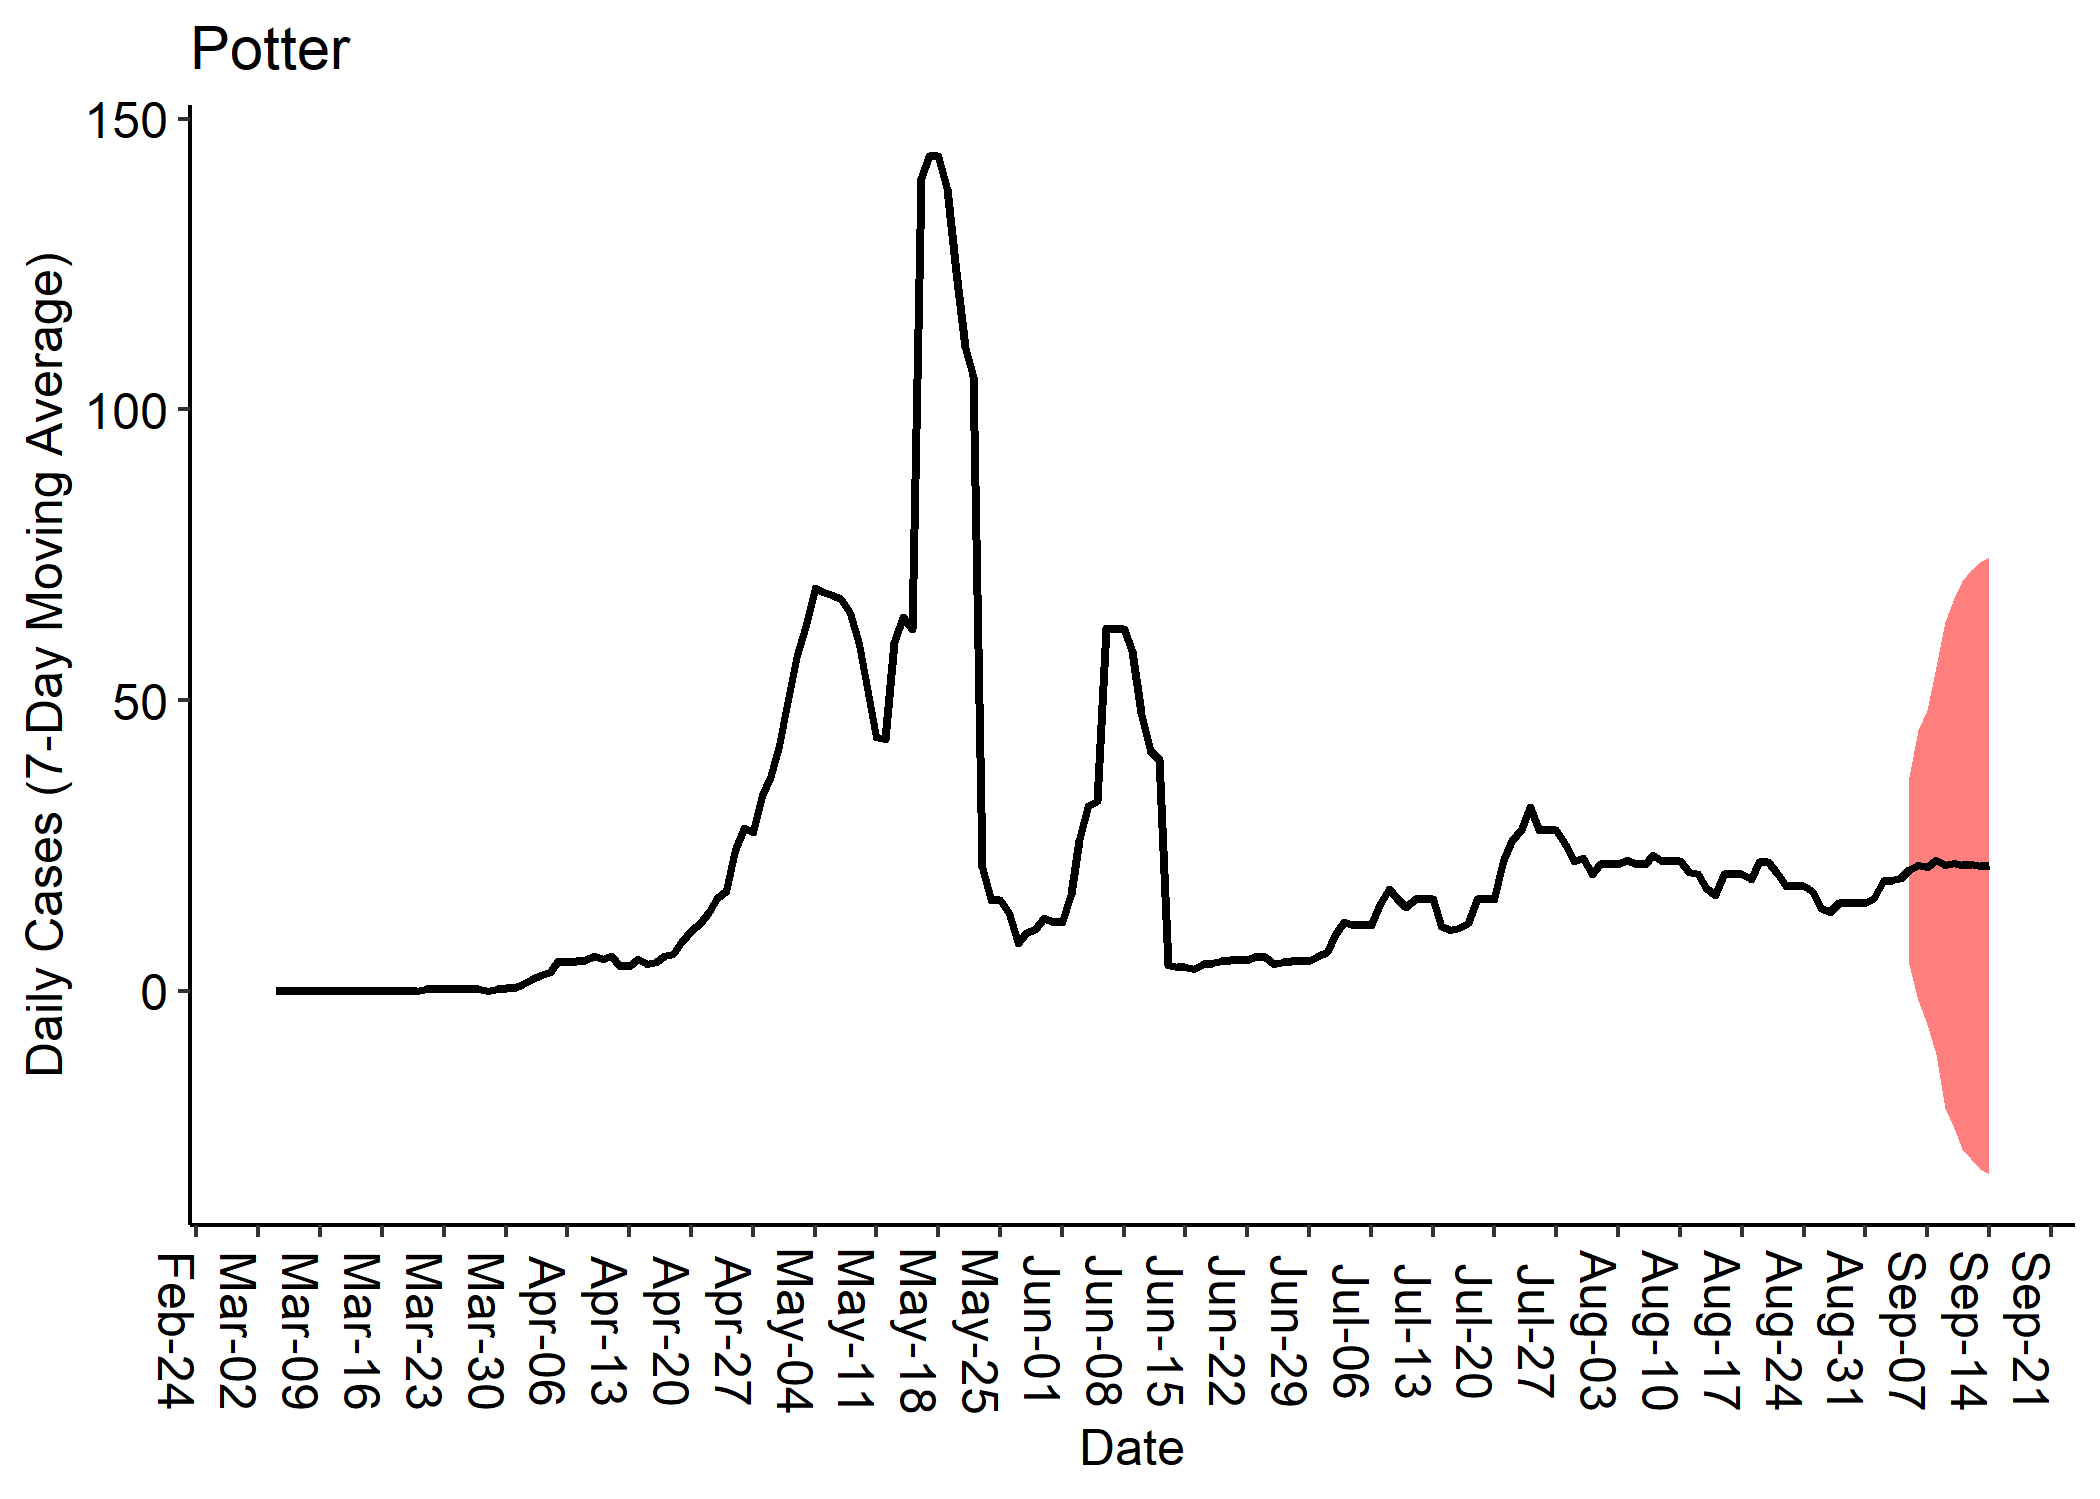 Potter
Daily Cases (7-Day Moving Average)
150
100
50
0
Feb-24
Mar-02
Mar-09
Mar-16
Mar-23
Mar-30
Apr-06
Apr-13
Apr-20
Apr-27
May-04
May-11
May-18
May-25
Jun-01
Jun-08
Jun-15
Jun-22
Jun-29
Jul-06
Jul-13
Jul-20
Jul-27
Aug-03
Aug-10
Aug-17
Aug-24
Aug-31
Sep-07
Sep-14
Sep-21
Date